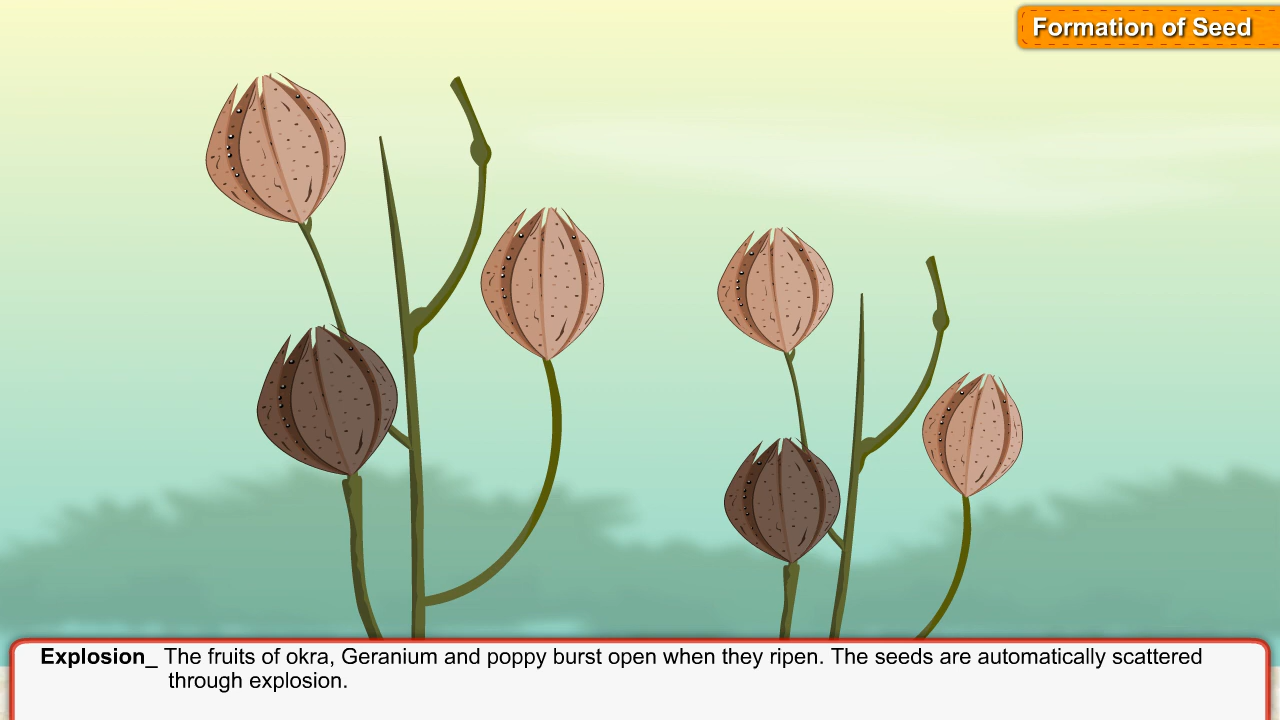 Formation of Seed
Explosion_ The fruits of okra, Geranium and poppy burst open when they ripen. The seeds are automatically scattered
through explosion.